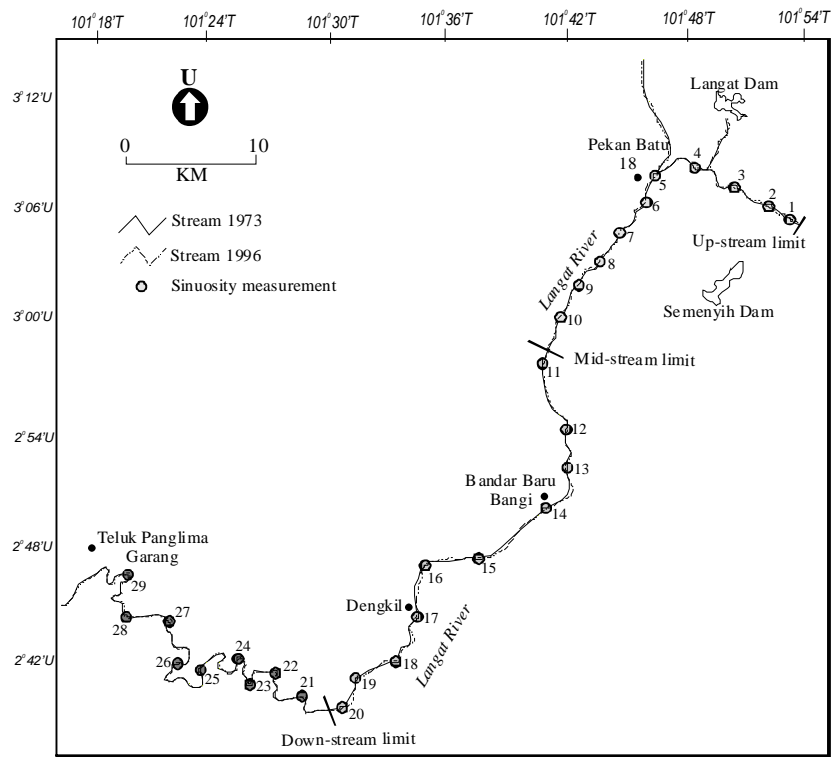 101°18'T 101°24'T 101°30'T 101°36'T 101°42'T 101°48'T 101°54'T
3°12'U
3°06'U
3°00'U
2°54'U
2°48'U
2°42'U
U
0 10
KM
Stream 1973
Stream 1996
Sinuosity measurement
Langat Dam
Pekan Batu
18
4
5
3
2
1
6
Up-stream limit
7
Langat River
8
9
Semenyih Dam
10
Mid-stream limit
11
12
13
Bandar Baru
Bangi
14
15
16
Teluk Panglima
Garang
29
Dengkil
17
28
27
Langat River
26
25
24
23
22
21
18
19
20
Down-stream limit